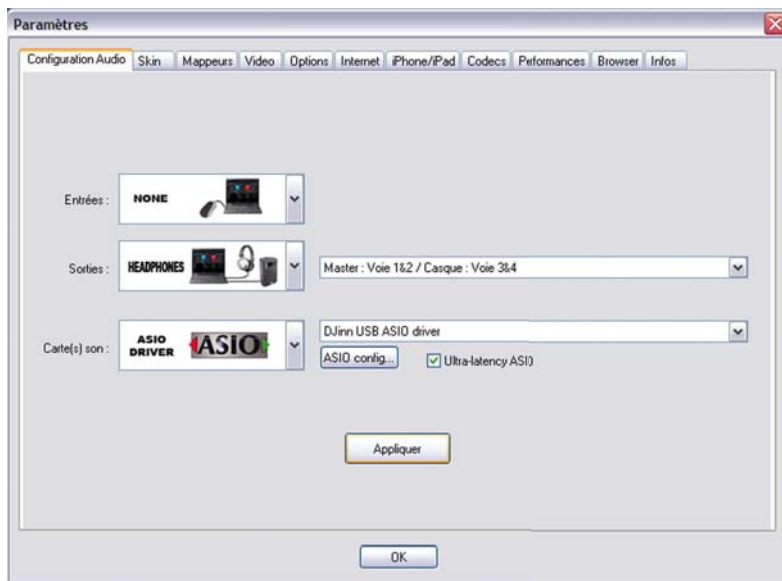 Paramètres
Configuration Audio Skin Mappeurs Video Options Internet iPhone/iPad Codecs Performances Browser Infos
Entrées : NONE
Sorties : HEADPHONES Master : Voie 1&2 / Casque : Voie 3&4
Carte(s) son : ASIO DRIVER ASIO DJinn USB ASIO driver
ASIO config... Ultra-latency ASIO
Appliquer
OK